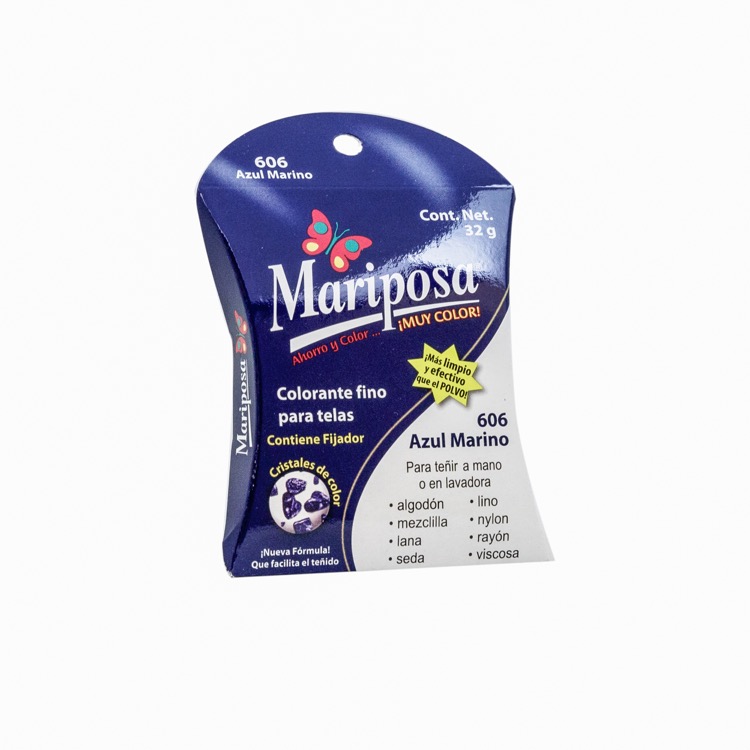 606
Azul Marino
Cont. Net.
32 g
Mariposa
Ahorro y Color ... ¡MUY COLOR!
Mariposa
¡Más limpio
y efectivo
que el POLVO!
Colorante fino
para telas
Contiene Fijador
Cristales de color
¡Nueva Fórmula!
Que facilita el teñido
606
Azul Marino
Para teñir a mano
o en lavadora
• algodón
• mezclilla
• lana
• seda
• lino
• nylon
• rayón
• viscosa